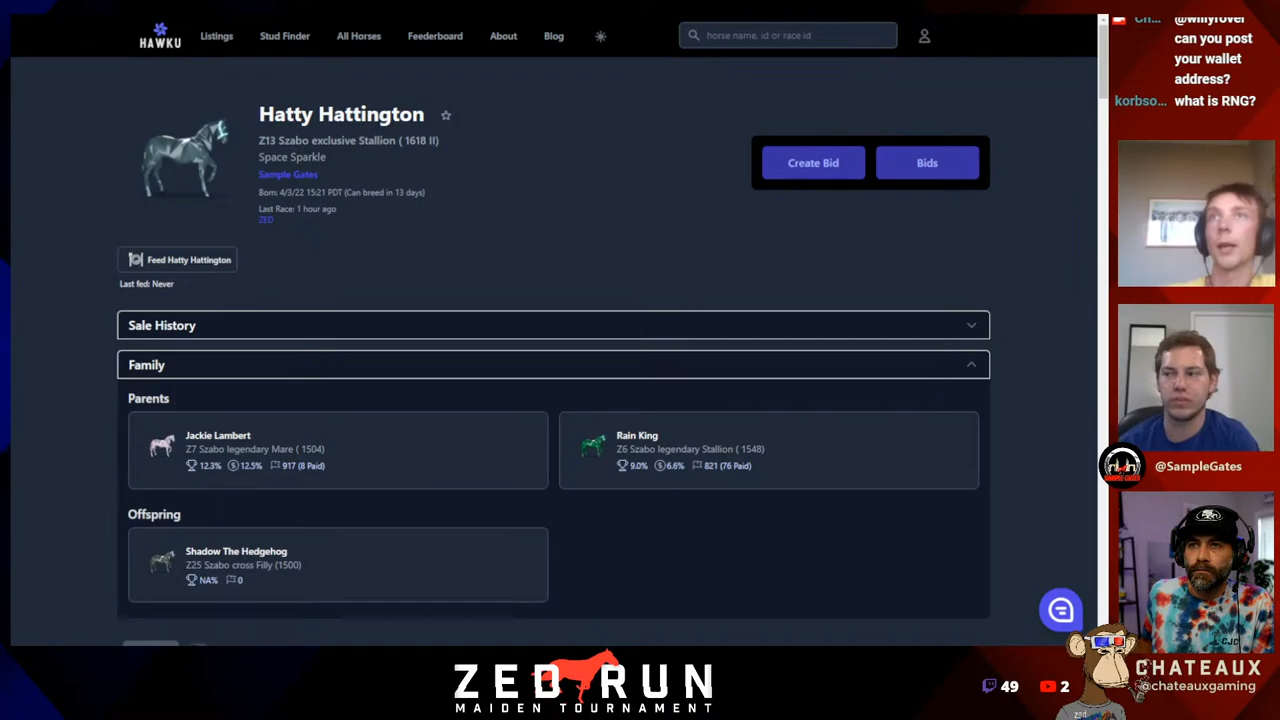 HAWKU
Listings
Stud Finder
All Horses
Feederboard
About
Blog
horse name, id or race id
Hatty Hattington
Z13 Szabo exclusive Stallion ( 1618 II)
Space Sparkle
Sample Gates
Born: 4/3/22 15:21 PDT (Can breed in 13 days)
Last Race: 1 hour ago
ZED
Create Bid
Bids
Feed Hatty Hattington
Last fed: Never
Sale History
Family
Parents
Jackie Lambert
Z7 Szabo legendary Mare ( 1504)
12.3% 12.5% 917 (8 Paid)
Rain King
Z6 Szabo legendary Stallion ( 1548)
9.0% 6.6% 821 (76 Paid)
Offspring
Shadow The Hedgehog
Z25 Szabo cross Filly (1500)
NA% 0
@willyrover
can you post
your wallet
address?
korbso... what is RNG?
@SampleGates
SAMPLE GATES
ZED RUN
MAIDEN TOURNAMENT
49
2
CHATEAUX
@chateauxgaming
CJC
ZED